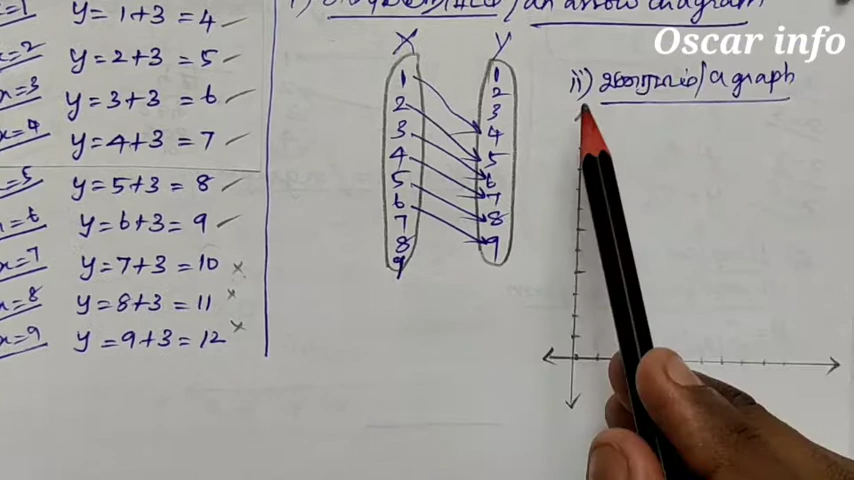 x=1 y=1+3=4
x=2 y=2+3=5
x=3 y=3+3=6
x=4 y=4+3=7
x=5 y=5+3=8
x=6 y=6+3=9
x=7 y=7+3=10 x
x=8 y=8+3=11 x
x=9 y=9+3=12 x
/ an arrow diagram
X Y
1 1
2 2
3 3
4 4
5 5
6 6
7 7
8 8
9 9
Oscar info
ii) வரைபடம்/a graph